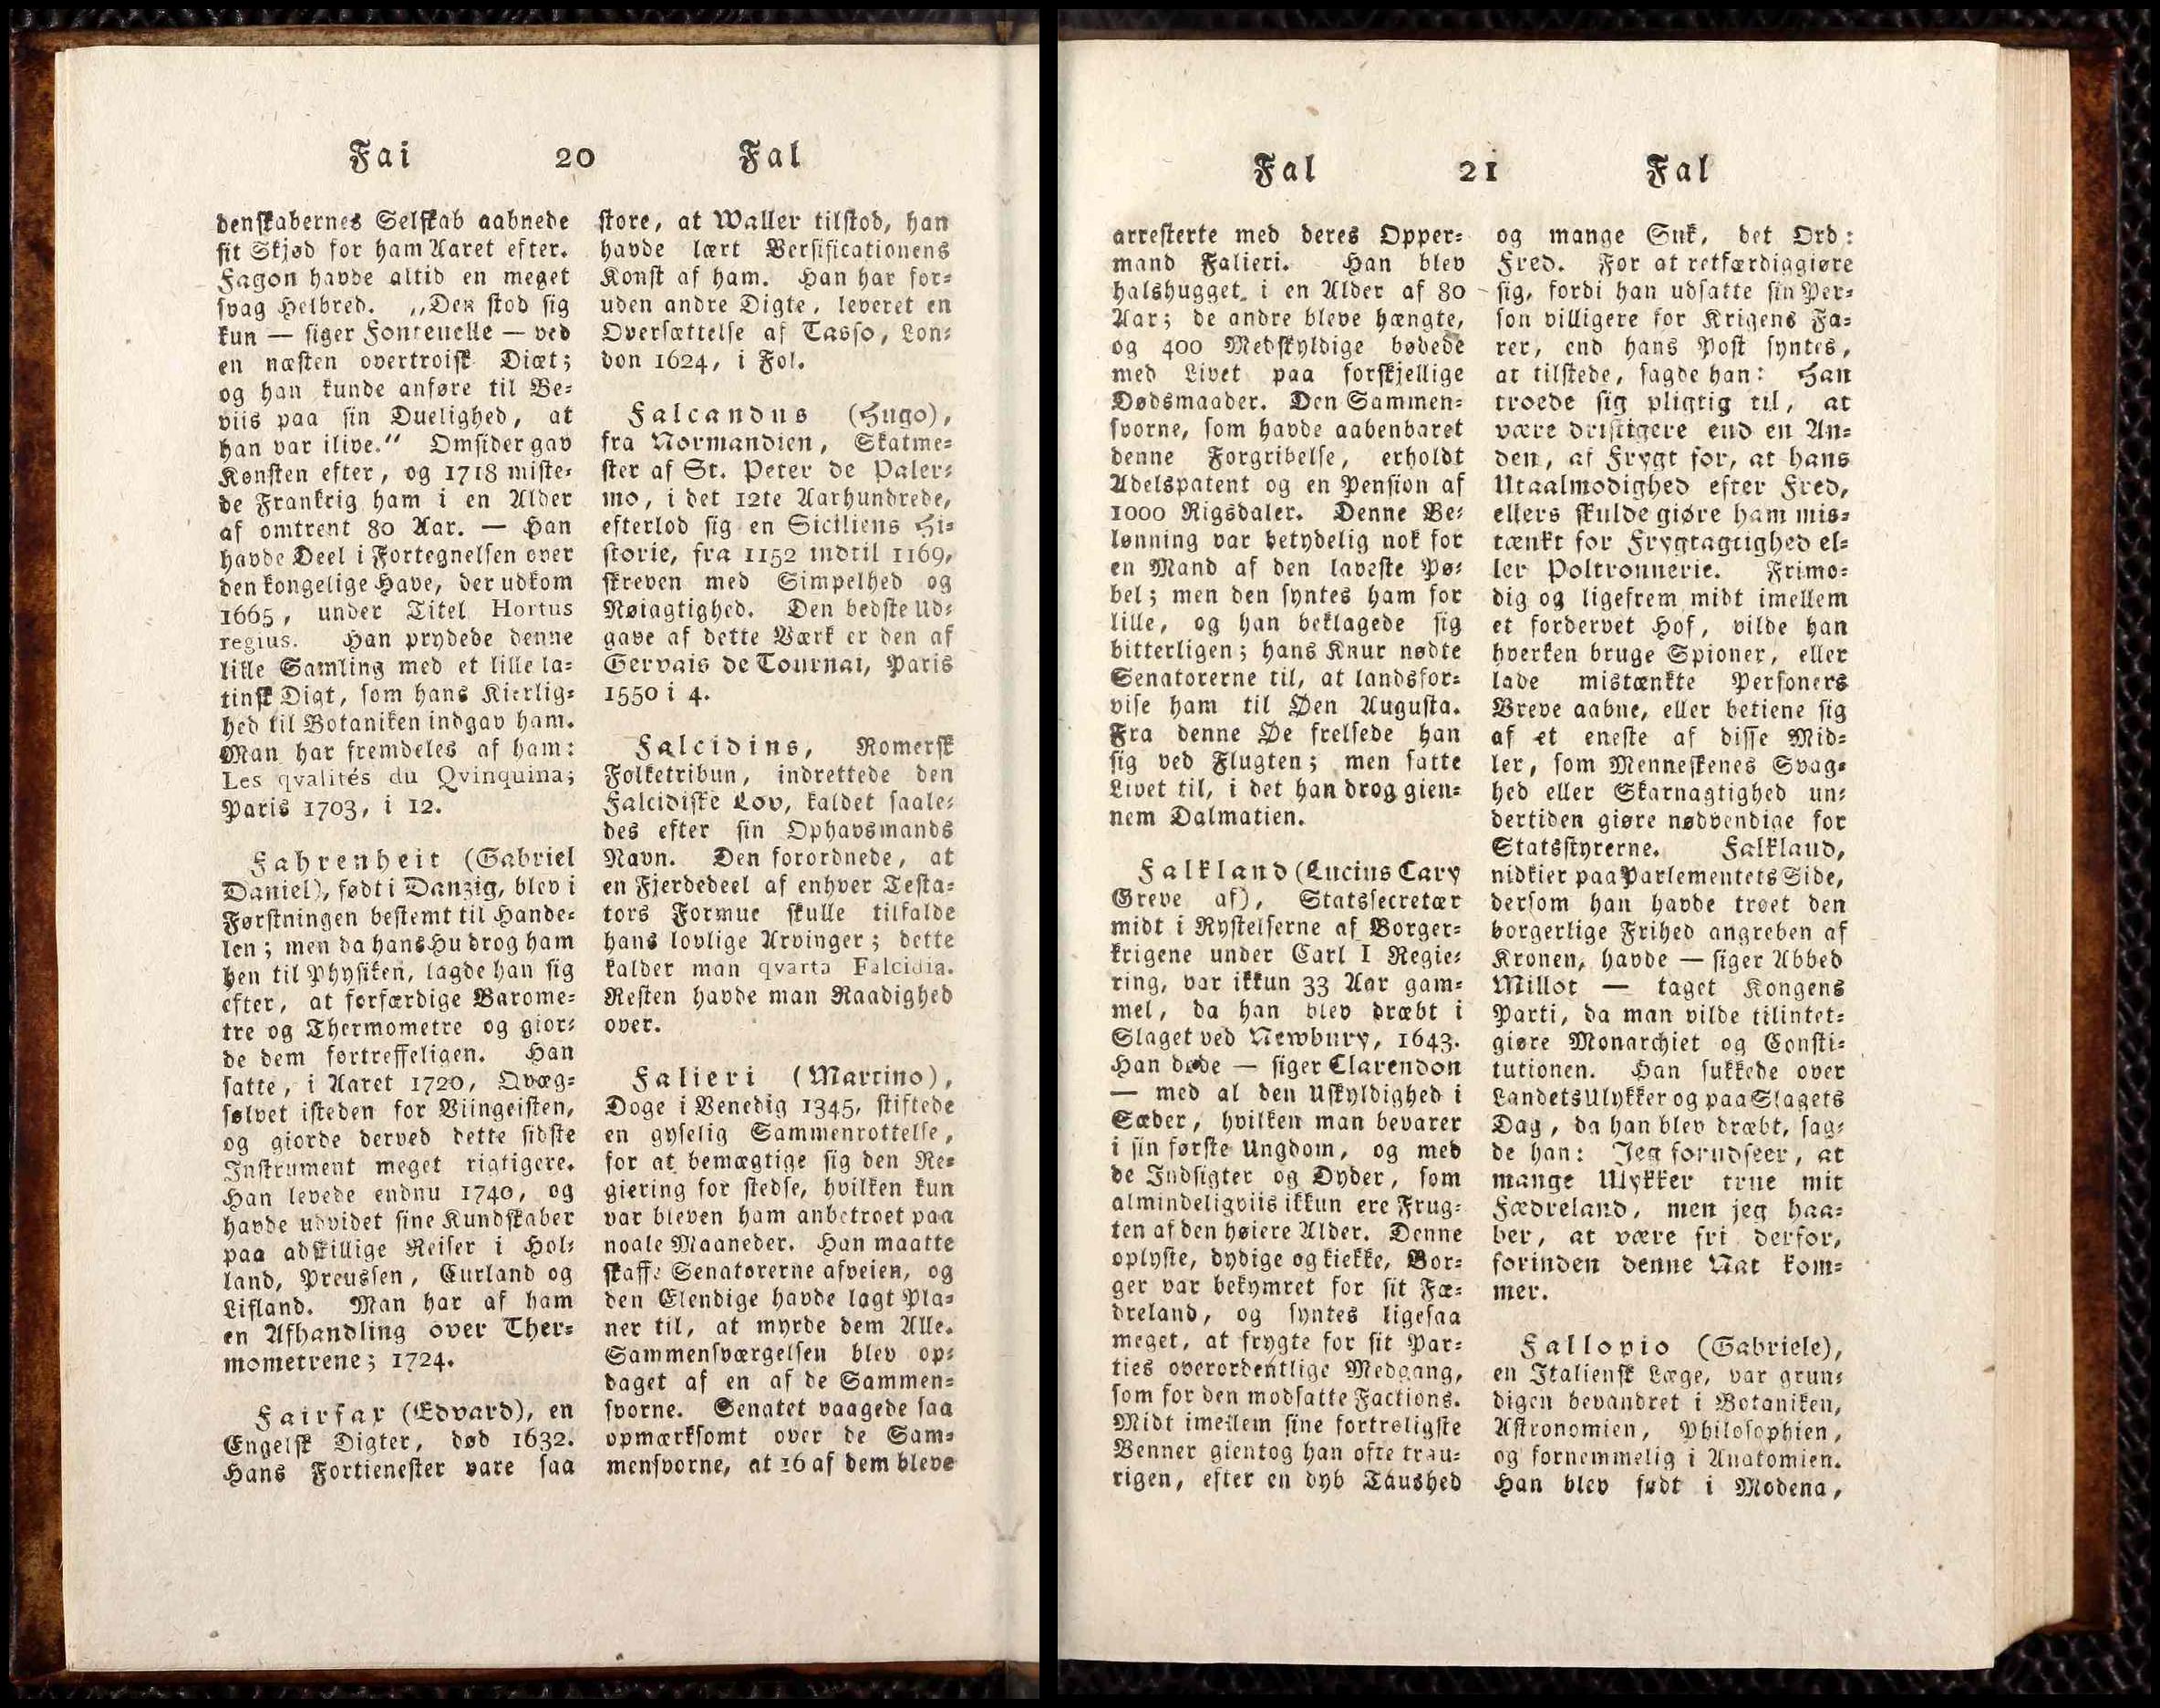 Fai 20 Fal
denskabernes Selskab aabnede
sit Skjød for ham Aaret efter.
Fagon havde altid en meget
svag Helbred. „Den stod sig
kun — siger Fontenelle — ved
en næsten overtroisk Diæt;
og han kunde anføre til Be-
viis paa sin Duelighed, at
han var ilive.“ Omsider gav
Konsten efter, og 1718 miste-
de Frankrig ham i en Alder
af omtrent 80 Aar. — Han
havde Deel i Fortegnelsen over
den kongelige Have, der udkom
1665, under Titel Hortus
regius. Han prydede denne
lille Samling med et lille la-
tinsk Digt, som hans Kierlig-
hed til Botaniken indgav ham.
Man har fremdeles af ham:
Les qvalités du Qvinquina;
Paris 1703, i 12.
Fahrenheit (Gabriel
Daniel), født i Danzig, blev i
Førstningen bestemt til Hande-
len; men da hans Hu drog ham
hen til Physiken, lagde han sig
efter, at forfærdige Barome-
tre og Thermometre og gior-
de dem fortreffeligen. Han
satte, i Aaret 1720, Qvæg-
sølvet isteden for Viingeisten,
og giorde derved dette sidste
Instrument meget rigtigere.
Han levede endnu 1740, og
havde udvidet sine Kundskaber
paa adskillige Reiser i Hol-
land, Preussen, Curland og
Lifland. Man har af ham
en Afhandling over Ther-
mometrene; 1724.
Fairfax (Edvard), en
Engelsk Digter, død 1632.
Hans Fortienester vare saa
store, at Waller tilstod, han
havde lært Versificationens
Konst af ham. Han har for-
uden andre Digte, leveret en
Oversættelse af Tasso, Lon-
don 1624, i Fol.
Falcandus (Hugo),
fra Normandien, Skatme-
ster af St. Peter de Paler-
mo, i det 12te Aarhundrede,
efterlod sig en Siciliens Hi-
storie, fra 1152 indtil 1169,
skreven med Simpelhed og
Nøiagtighed. Den bedste Ud-
gave af dette Værk er den af
Gervais de Tournai, Paris
1550 i 4.
Falcidins, Romersk
Folketribun, indrettede den
Falcidiske Lov, kaldet saale-
des efter sin Ophavsmands
Navn. Den forordnede, at
en Fjerdedeel af enhver Testa-
tors Formue skulle tilfalde
hans lovlige Arvinger; dette
kalder man qvarta Falcidia.
Resten havde man Raadighed
over.
Falieri (Martino),
Doge i Venedig 1345, stiftede
en gyselig Sammenrottelse,
for at bemægtige sig den Re-
giering for stedse, hvilken kun
var bleven ham anbetroet paa
noale Maaneder. Han maatte
skaffe Senatorerne afveien, og
den Elendige havde lagt Pla-
ner til, at myrde dem Alle.
Sammensværgelsen blev op-
daget af en af de Sammen-
svorne. Senatet vaagede saa
opmærksomt over de Sam-
mensvorne, at 16 af dem bleve
Fal 21 Fal
arresterte med deres Opper-
mand Falieri. Han blev
halshugget i en Alder af 80
Aar; de andre bleve hængte,
og 400 Medskyldige bødede
med Livet paa forskjellige
Dødsmaader. Den Sammen-
svorne, som havde aabenbaret
denne Forgribelse, erholdt
Adelspatent og en Pension af
1000 Rigsdaler. Denne Be-
lønning var betydelig nok for
en Mand af den laveste Pø-
bel; men den syntes ham for
lille, og han beklagede sig
bitterligen; hans Knur nødte
Senatorerne til, at landsfor-
vise ham til Øen Augusta.
Fra denne Øe frelsede han
sig ved Flugten; men satte
Livet til, i det han drog gien-
nem Dalmatien.
Falkland (Lucius Cary
Greve af), Statssecretær
midt i Rystelserne af Borger-
krigene under Carl I Regie-
ring, var ikkun 33 Aar gam-
mel, da han blev dræbt i
Slaget ved Newbury, 1643.
Han døde — siger Clarendon
— med al den Uskyldighed i
Sæder, hvilken man bevarer
i sin første Ungdom, og med
de Indsigter og Dyder, som
almindeligviis ikkun ere Frug-
ten af den høiere Alder. Denne
oplyste, dydige og kiekke, Bor-
ger var bekymret for sit Fæ-
dreland, og syntes ligesaa
meget, at frygte for sit Par-
ties overordentlige Medgang,
som for den modsatte Factions.
Midt imellem sine fortroligste
Venner gientog han ofte trau-
rigen, efter en dyb Taushed
og mange Suk, det Ord:
Fred. For at retfærdiggiøre
sig, fordi han udsatte sin Per-
son villigere for Krigens Fa-
rer, end hans Post syntes,
at tilstede, sagde han: Han
troede sig pligtig til, at
være dristigere end en An-
den, af Frygt for, at hans
Utaalmodighed efter Fred,
ellers skulde giøre ham mis-
tænkt for Frygtagtighed el-
ler Poltronnerie. Frimo-
dig og ligefrem midt imellem
et fordervet Hof, vilde han
hverken bruge Spioner, eller
lade mistænkte Personers
Breve aabne, eller betiene sig
af et eneste af disse Mid-
ler, som Menneskenes Svag-
hed eller Skarnagtighed un-
dertiden giøre nødvendige for
Statsstyrerne. Falkland,
nidkier paa Parlementets Side,
dersom han havde troet den
borgerlige Frihed angreben af
Kronen, havde — siger Abbed
Millot — taget Kongens
Parti, da man vilde tilintet-
giøre Monarchiet og Consti-
tutionen. Han sukkede over
Landets Ulykker og paa Slagets
Dag, da han blev dræbt, sag-
de han: Jeg forudseer, at
mange Ulykker true mit
Fædreland, men jeg haa-
ber, at være fri derfor,
forinden denne Nat kom-
mer.
Fallopio (Gabriele),
en Italiensk Læge, var grun-
digen bevandret i Botaniken,
Astronomien, Philosophien,
og fornemmelig i Anatomien.
Han blev født i Modena,